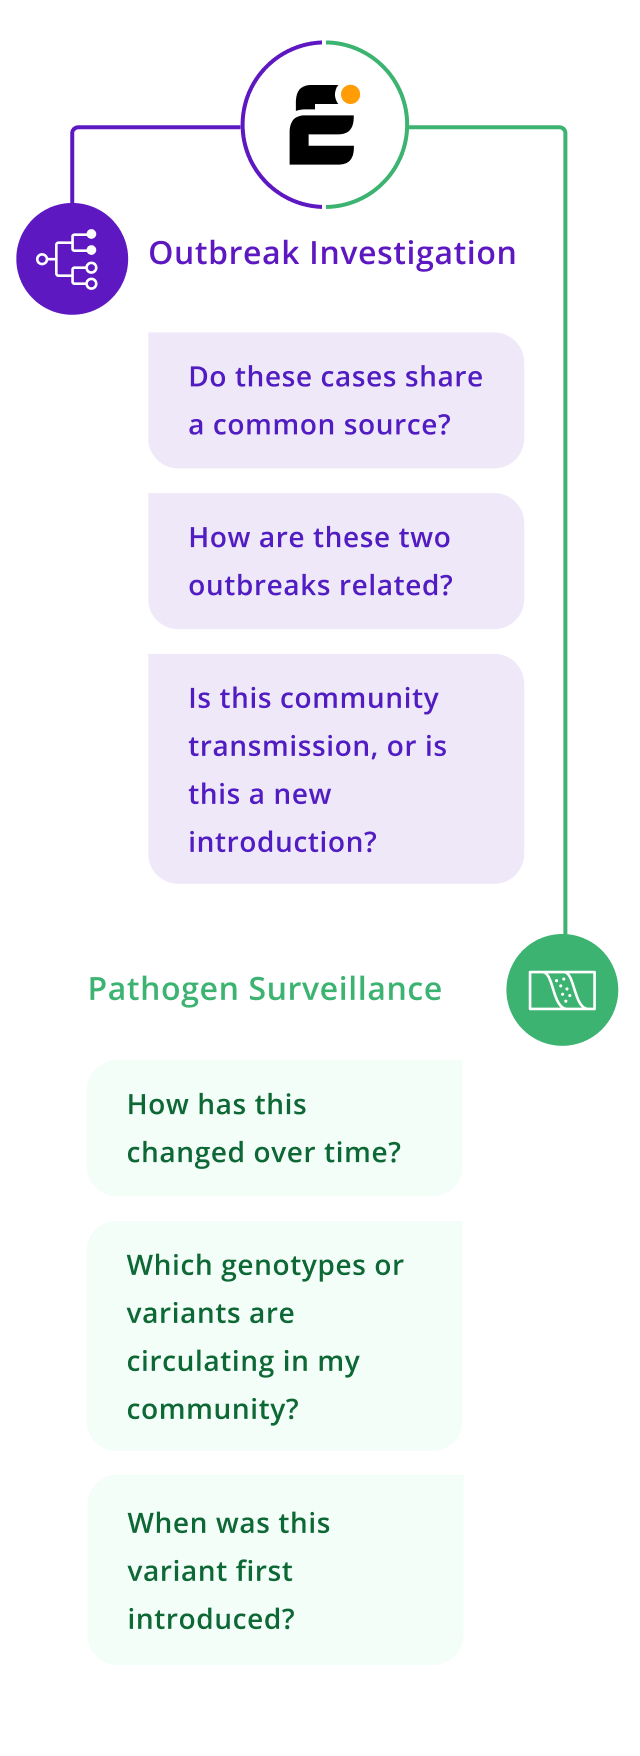 Outbreak Investigation
Do these cases share
a common source?
How are these two
outbreaks related?
Is this community
transmission, or is
this a new
introduction?
Pathogen Surveillance
How has this
changed over time?
Which genotypes or
variants are
circulating in my
community?
When was this
variant first
introduced?